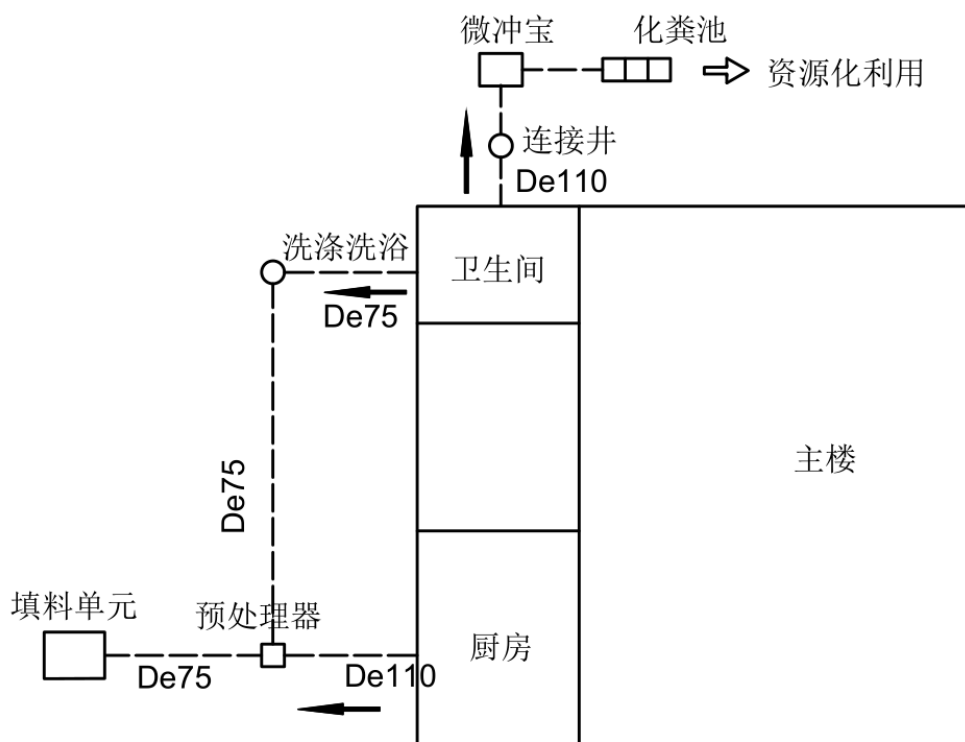 微冲宝
化粪池
资源化利用
连接井
De110
洗涤洗浴
卫生间
De75
主楼
De75
填料单元
预处理器
厨房
De75
De110